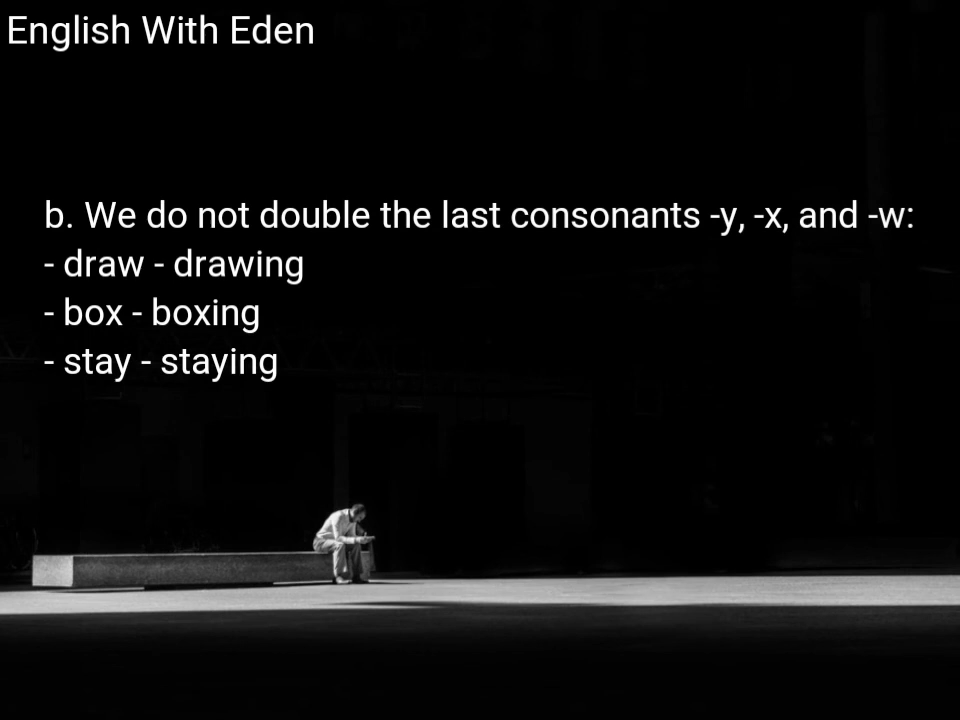 English With Eden
b. We do not double the last consonants -y, -x, and -w:
- draw - drawing
- box - boxing
- stay - staying